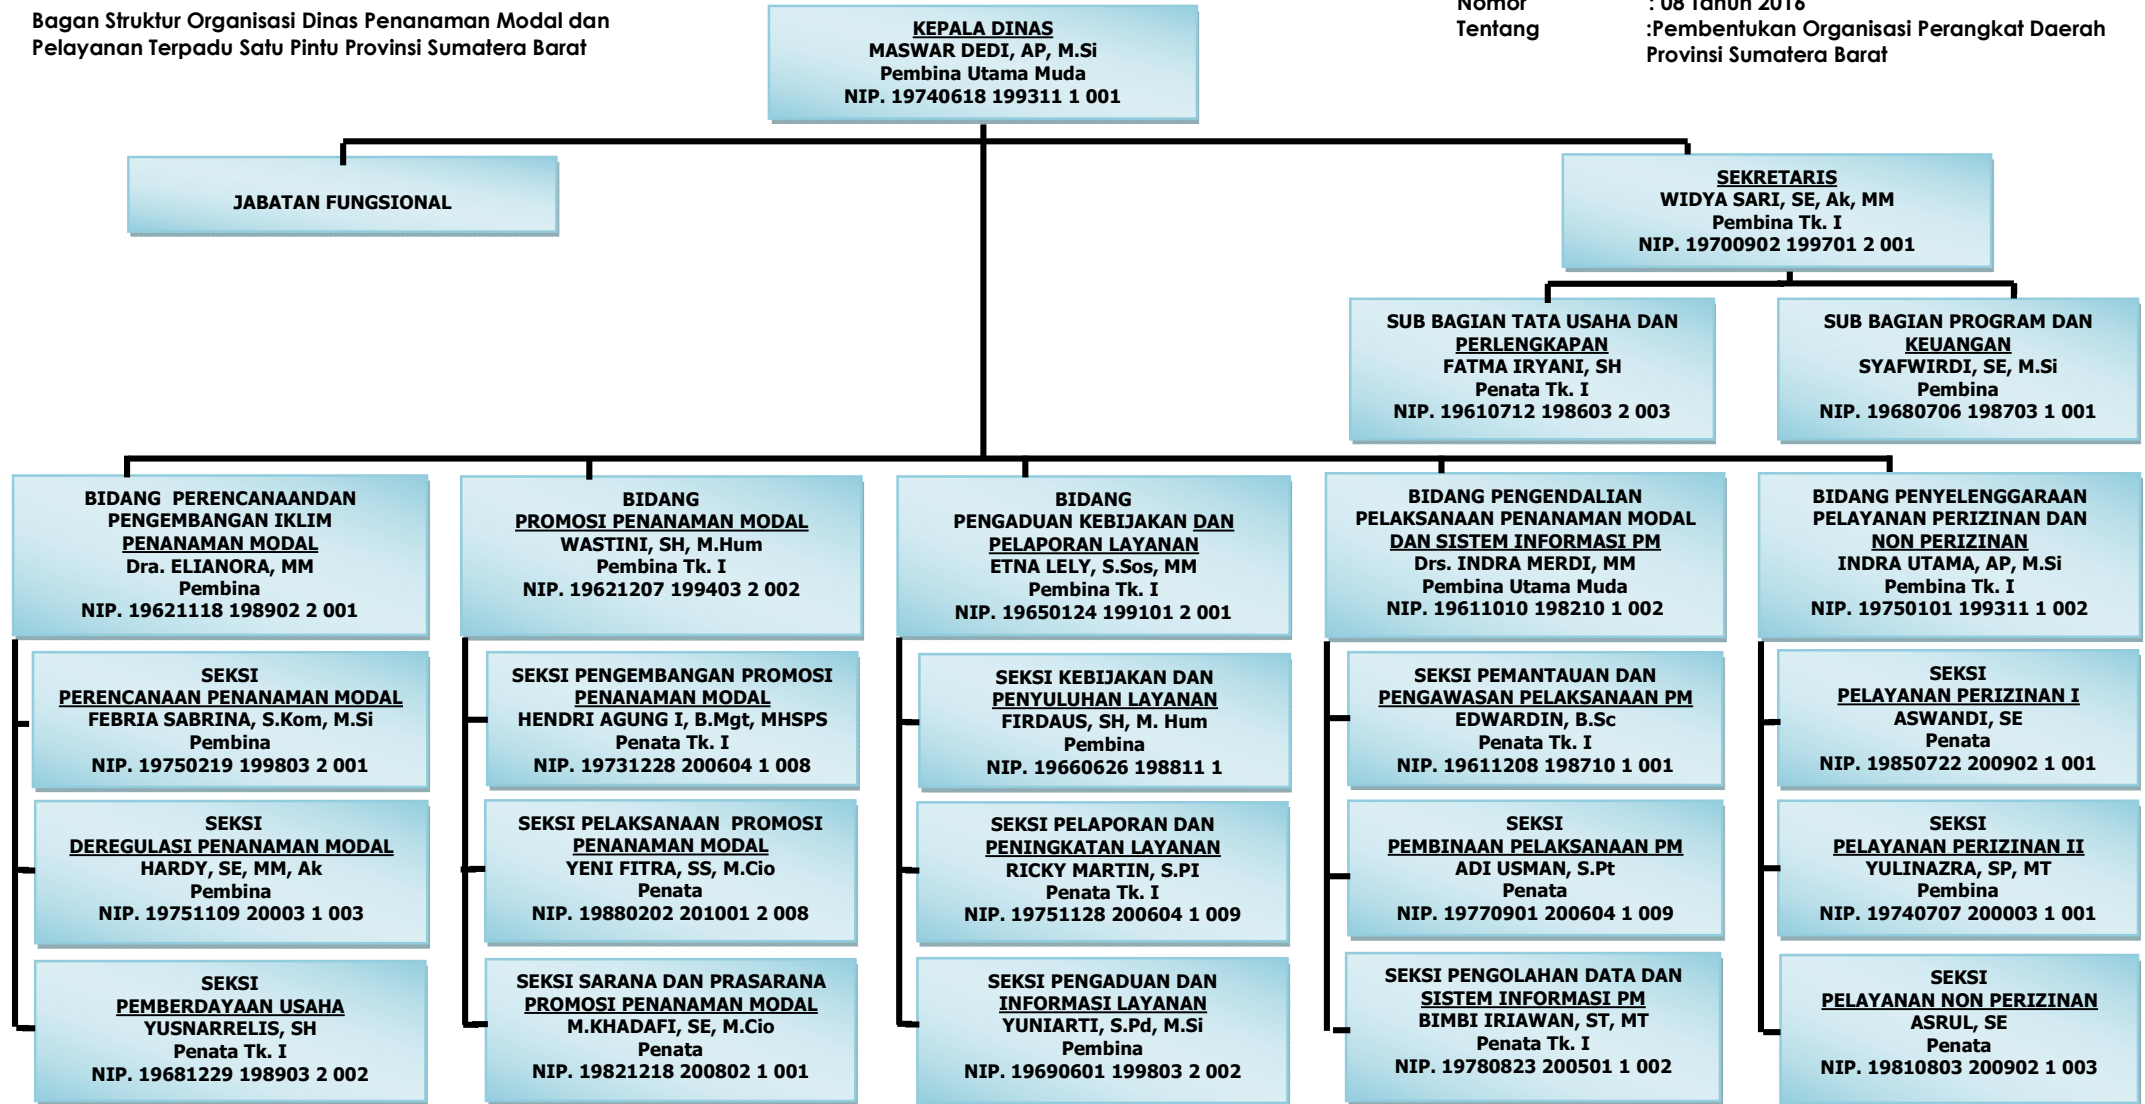 Bagan Struktur Organisasi Dinas Penanaman Modal dan
Pelayanan Terpadu Satu Pintu Provinsi Sumatera Barat
Nomor : 08 Tahun 2016
Tentang :Pembentukan Organisasi Perangkat Daerah
Provinsi Sumatera Barat
KEPALA DINAS
MASWAR DEDI, AP, M.Si
Pembina Utama Muda
NIP. 19740618 199311 1 001
JABATAN FUNGSIONAL
SEKRETARIS
WIDYA SARI, SE, Ak, MM
Pembina Tk. I
NIP. 19700902 199701 2 001
SUB BAGIAN TATA USAHA DAN
PERLENGKAPAN
FATMA IRYANI, SH
Penata Tk. I
NIP. 19610712 198603 2 003
SUB BAGIAN PROGRAM DAN
KEUANGAN
SYAFWIRDI, SE, M.Si
Pembina
NIP. 19680706 198703 1 001
BIDANG PERENCANAANDAN
PENGEMBANGAN IKLIM
PENANAMAN MODAL
Dra. ELIANORA, MM
Pembina
NIP. 19621118 198902 2 001
BIDANG
PROMOSI PENANAMAN MODAL
WASTINI, SH, M.Hum
Pembina Tk. I
NIP. 19621207 199403 2 002
BIDANG
PENGADUAN KEBIJAKAN DAN
PELAPORAN LAYANAN
ETNA LELY, S.Sos, MM
Pembina Tk. I
NIP. 19650124 199101 2 001
BIDANG PENGENDALIAN
PELAKSANAAN PENANAMAN MODAL
DAN SISTEM INFORMASI PM
Drs. INDRA MERDI, MM
Pembina Utama Muda
NIP. 19611010 198210 1 002
BIDANG PENYELENGGARAAN
PELAYANAN PERIZINAN DAN
NON PERIZINAN
INDRA UTAMA, AP, M.Si
Pembina Tk. I
NIP. 19750101 199311 1 002
SEKSI
PERENCANAAN PENANAMAN MODAL
FEBRIA SABRINA, S.Kom, M.Si
Pembina
NIP. 19750219 199803 2 001
SEKSI PENGEMBANGAN PROMOSI
PENANAMAN MODAL
HENDRI AGUNG I, B.Mgt, MHSPS
Penata Tk. I
NIP. 19731228 200604 1 008
SEKSI KEBIJAKAN DAN
PENYULUHAN LAYANAN
FIRDAUS, SH, M. Hum
Pembina
NIP. 19660626 198811 1
SEKSI PEMANTAUAN DAN
PENGAWASAN PELAKSANAAN PM
EDWARDIN, B.Sc
Penata Tk. I
NIP. 19611208 198710 1 001
SEKSI
PELAYANAN PERIZINAN I
ASWANDI, SE
Penata
NIP. 19850722 200902 1 001
SEKSI
DEREGULASI PENANAMAN MODAL
HARDY, SE, MM, Ak
Pembina
NIP. 19751109 20003 1 003
SEKSI PELAKSANAAN PROMOSI
PENANAMAN MODAL
YENI FITRA, SS, M.Cio
Penata
NIP. 19880202 201001 2 008
SEKSI PELAPORAN DAN
PENINGKATAN LAYANAN
RICKY MARTIN, S.PI
Penata Tk. I
NIP. 19751128 200604 1 009
SEKSI
PEMBINAAN PELAKSANAAN PM
ADI USMAN, S.Pt
Penata
NIP. 19770901 200604 1 009
SEKSI
PELAYANAN PERIZINAN II
YULINAZRA, SP, MT
Pembina
NIP. 19740707 200003 1 001
SEKSI
PEMBERDAYAAN USAHA
YUSNARRELIS, SH
Penata Tk. I
NIP. 19681229 198903 2 002
SEKSI SARANA DAN PRASARANA
PROMOSI PENANAMAN MODAL
M.KHADAFI, SE, M.Cio
Penata
NIP. 19821218 200802 1 001
SEKSI PENGADUAN DAN
INFORMASI LAYANAN
YUNIARTI, S.Pd, M.Si
Pembina
NIP. 19690601 199803 2 002
SEKSI PENGOLAHAN DATA DAN
SISTEM INFORMASI PM
BIMBI IRIAWAN, ST, MT
Penata Tk. I
NIP. 19780823 200501 1 002
SEKSI
PELAYANAN NON PERIZINAN
ASRUL, SE
Penata
NIP. 19810803 200902 1 003